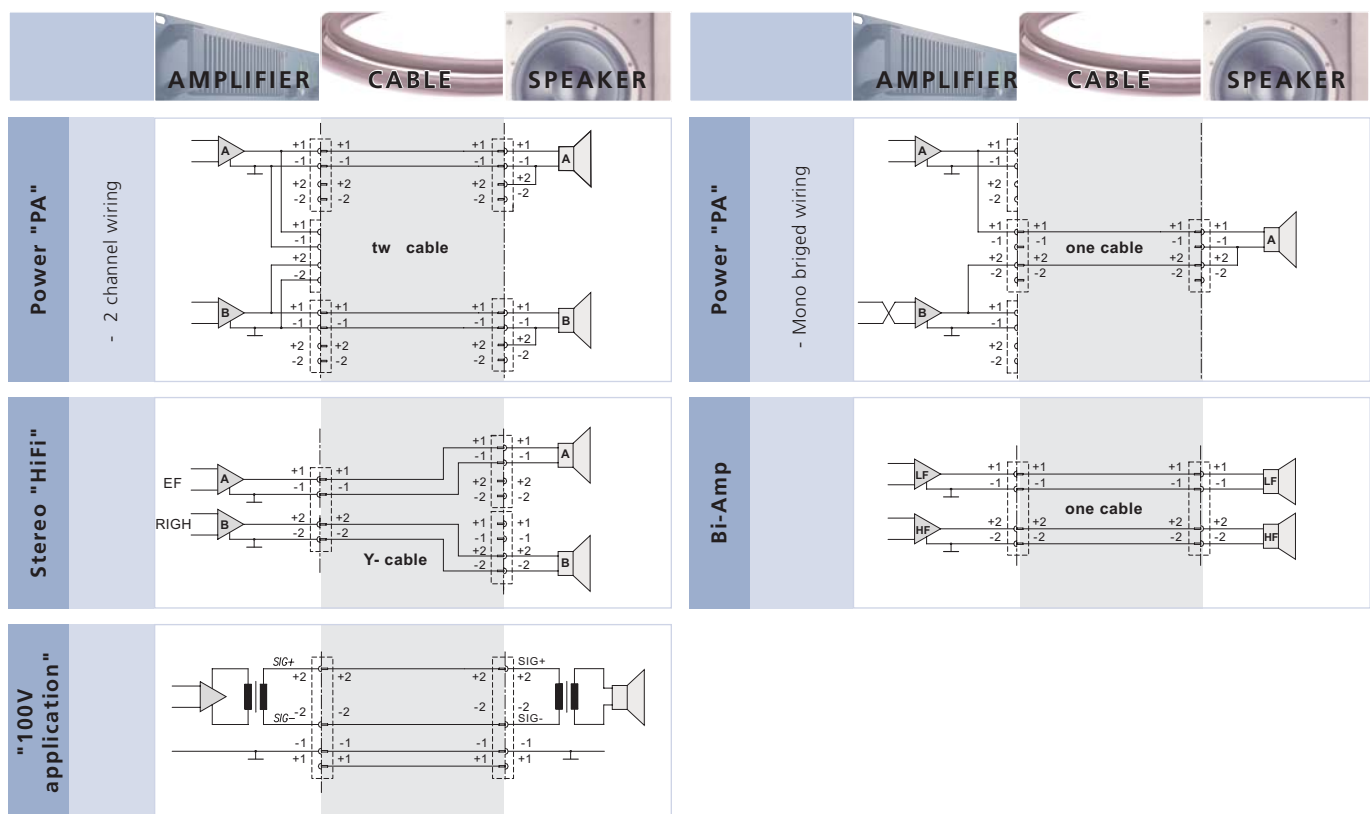 AMPLIFIER CABLE SPEAKER
AMPLIFIER CABLE SPEAKER
Power "PA"
- 2 channel wiring
A
+1 +1 +1 +1
-1 -1 -1 -1
+2 +2 +2 +2
-2 -2 -2 -2
A
+1
-1
+2
-2
tw cable
B
+1 +1 +1 +1
-1 -1 -1 -1
+2 +2 +2 +2
-2 -2 -2 -2
B
Power "PA"
- Mono briged wiring
A
+1
-1
+2
-2
+1 +1 +1 +1
-1 -1 -1 -1
+2 +2 +2 +2
-2 -2 -2 -2
one cable
A
B
+1
-1
+2
-2
Stereo "HiFi"
EF
A
+1 +1
-1 -1
RIGH
B
+2 +2
-2 -2
Y- cable
+1 +1
-1 -1
+2 +2
-2 -2
A
+1 +1
-1 -1
+2 +2
-2 -2
B
Bi-Amp
LF
+1 +1 +1 +1
-1 -1 -1 -1
LF
one cable
HF
+2 +2 +2 +2
-2 -2 -2 -2
HF
"100V
application"
SIG+ SIG+
+2 +2 +2 +2
-2 -2 -2 -2
SIG– SIG-
-1 -1 -1 -1
+1 +1 +1 +1